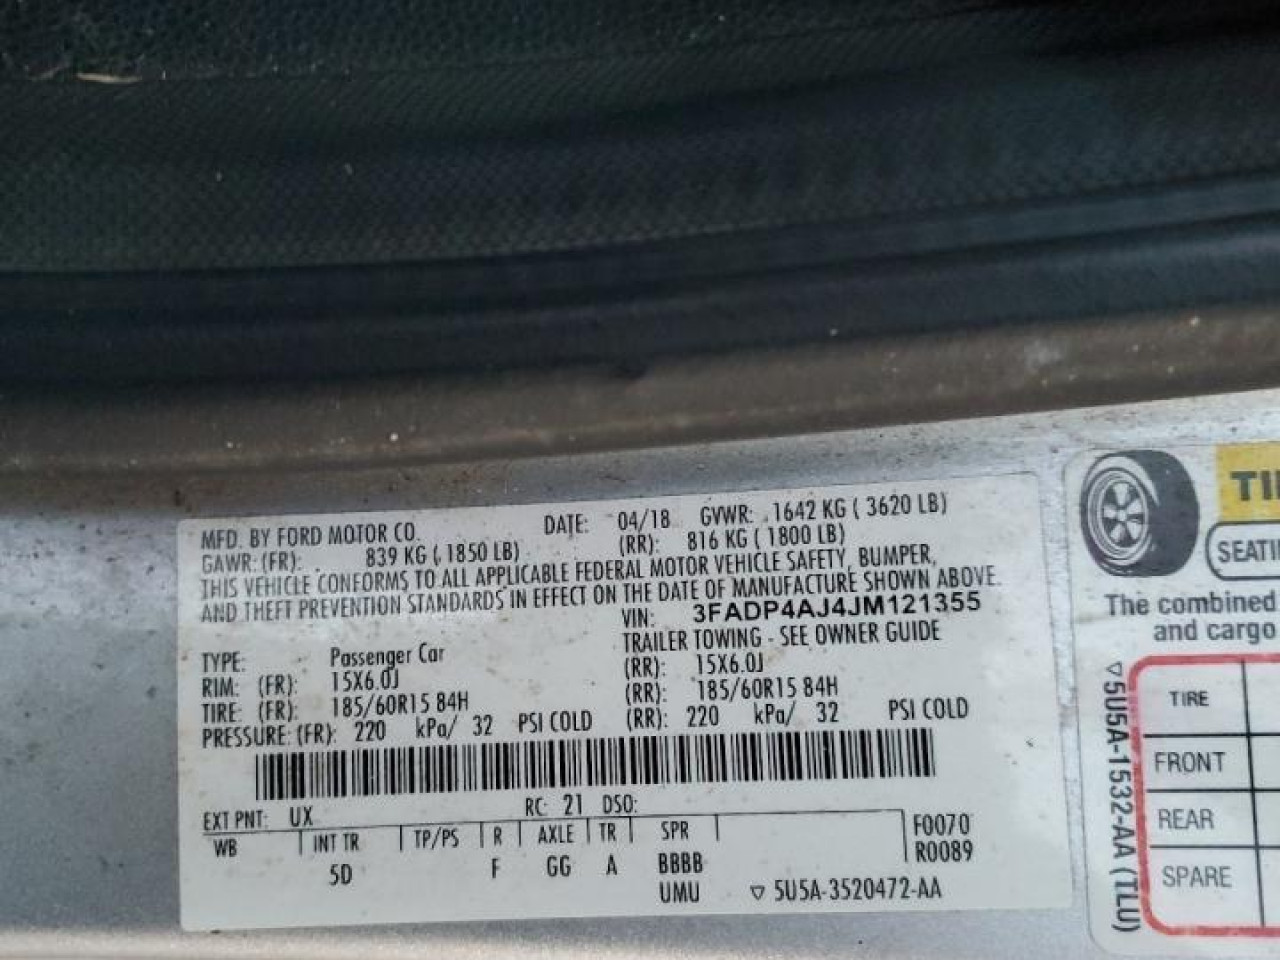 MFD. BY FORD MOTOR CO. DATE: 04/18 GVWR: 1642 KG ( 3620 LB)
GAWR: (FR): 839 KG ( 1850 LB) (RR): 816 KG ( 1800 LB)
THIS VEHICLE CONFORMS TO ALL APPLICABLE FEDERAL MOTOR VEHICLE SAFETY, BUMPER,
AND THEFT PREVENTION STANDARDS IN EFFECT ON THE DATE OF MANUFACTURE SHOWN ABOVE.
VIN: 3FADP4AJ4JM121355
TRAILER TOWING - SEE OWNER GUIDE
TYPE: Passenger Car
RIM: (FR): 15X6.0J (RR): 15X6.0J
TIRE: (FR): 185/60R15 84H (RR): 185/60R15 84H
PRESSURE: (FR): 220 kPa/ 32 PSI COLD (RR): 220 kPa/ 32 PSI COLD
EXT PNT: UX RC: 21 DSO:
WB INT TR TP/PS R AXLE TR SPR F0070
5D F GG A BBBB R0089
UMU ▽ 5U5A-3520472-AA
TI
SEATI
The combined
and cargo
TIRE
FRONT
REAR
SPARE
▽5U5A-1532-AA (TLU)